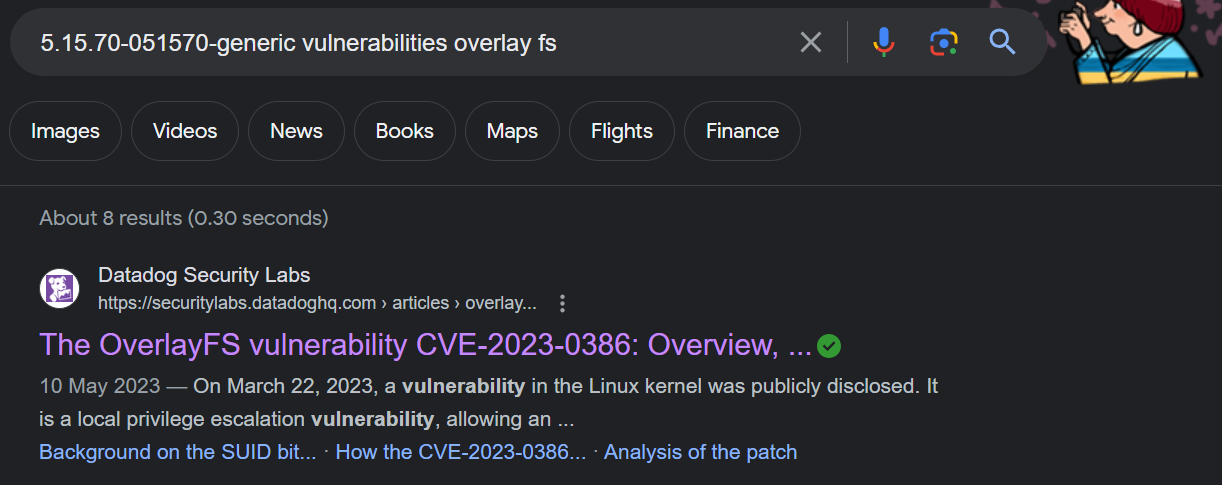 5.15.70-051570-generic vulnerabilities overlay fs
Images Videos News Books Maps Flights Finance
About 8 results (0.30 seconds)
Datadog Security Labs
https://securitylabs.datadoghq.com › articles › overlay...
The OverlayFS vulnerability CVE-2023-0386: Overview, ...
10 May 2023 — On March 22, 2023, a vulnerability in the Linux kernel was publicly disclosed. It
is a local privilege escalation vulnerability, allowing an ...
Background on the SUID bit... · How the CVE-2023-0386... · Analysis of the patch